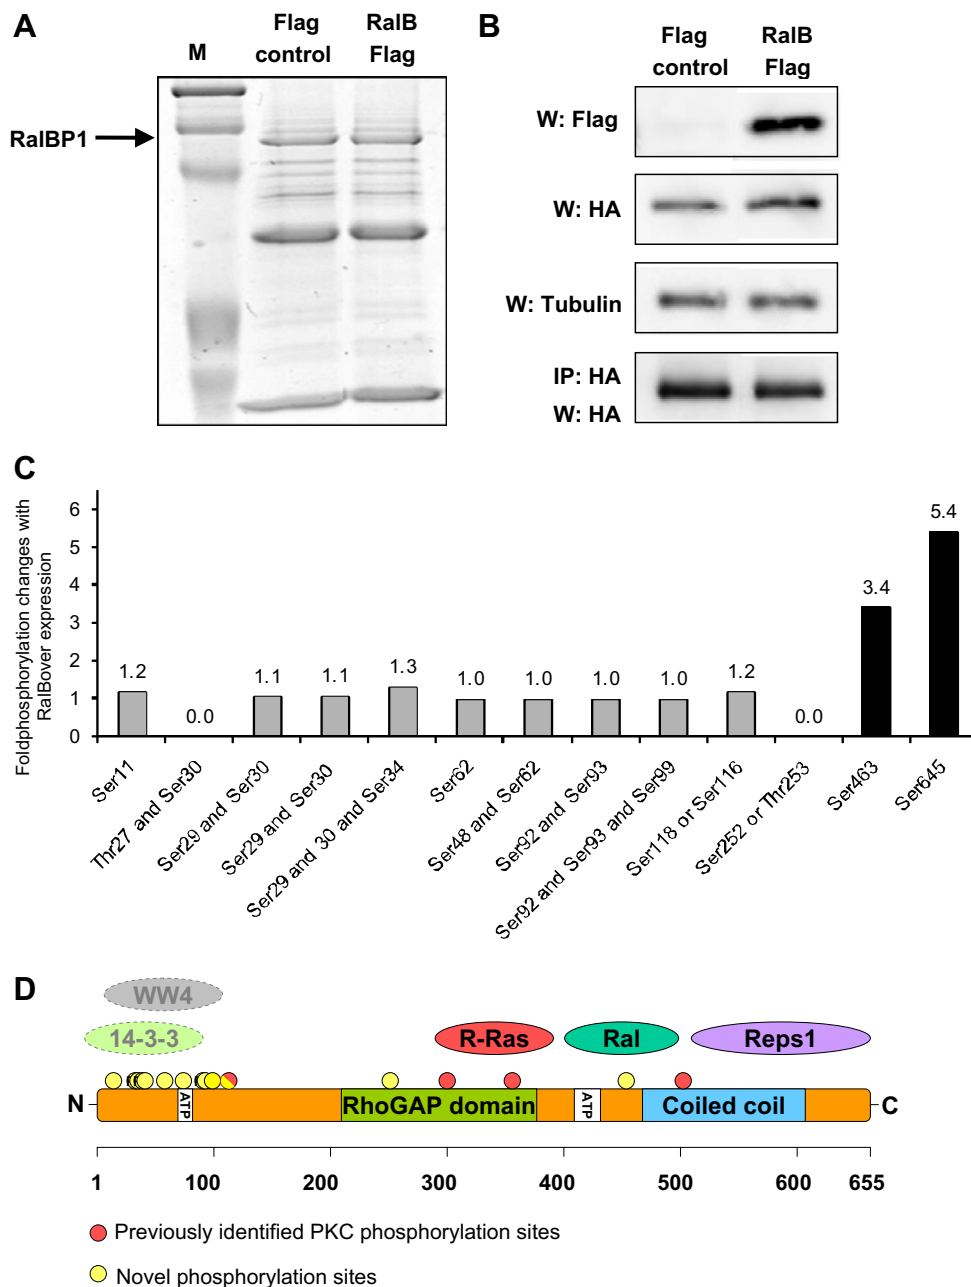 A
M
Flag
control
RalB
Flag
RalBP1
B
Flag
control
RalB
Flag
W: Flag
W: HA
W: Tubulin
IP: HA
W: HA
C
Foldphosphorylation changes with
RalBover expression
6
5
4
3
2
1
0
1.2
0.0
1.1
1.1
1.3
1.0
1.0
1.0
1.0
1.2
0.0
3.4
5.4
Ser11
Thr27 and Ser30
Ser29 and Ser30
Ser29 and Ser30
Ser29 and 30 and Ser34
Ser62
Ser48 and Ser62
Ser92 and Ser93
Ser92 and Ser93 and Ser99
Ser118 or Ser116
Ser252 or Thr253
Ser463
Ser645
D
WW4
14-3-3
R-Ras
Ral
Reps1
N
ATP
RhoGAP domain
ATP
Coiled coil
C
1 100 200 300 400 500 600 655
Previously identified PKC phosphorylation sites
Novel phosphorylation sites